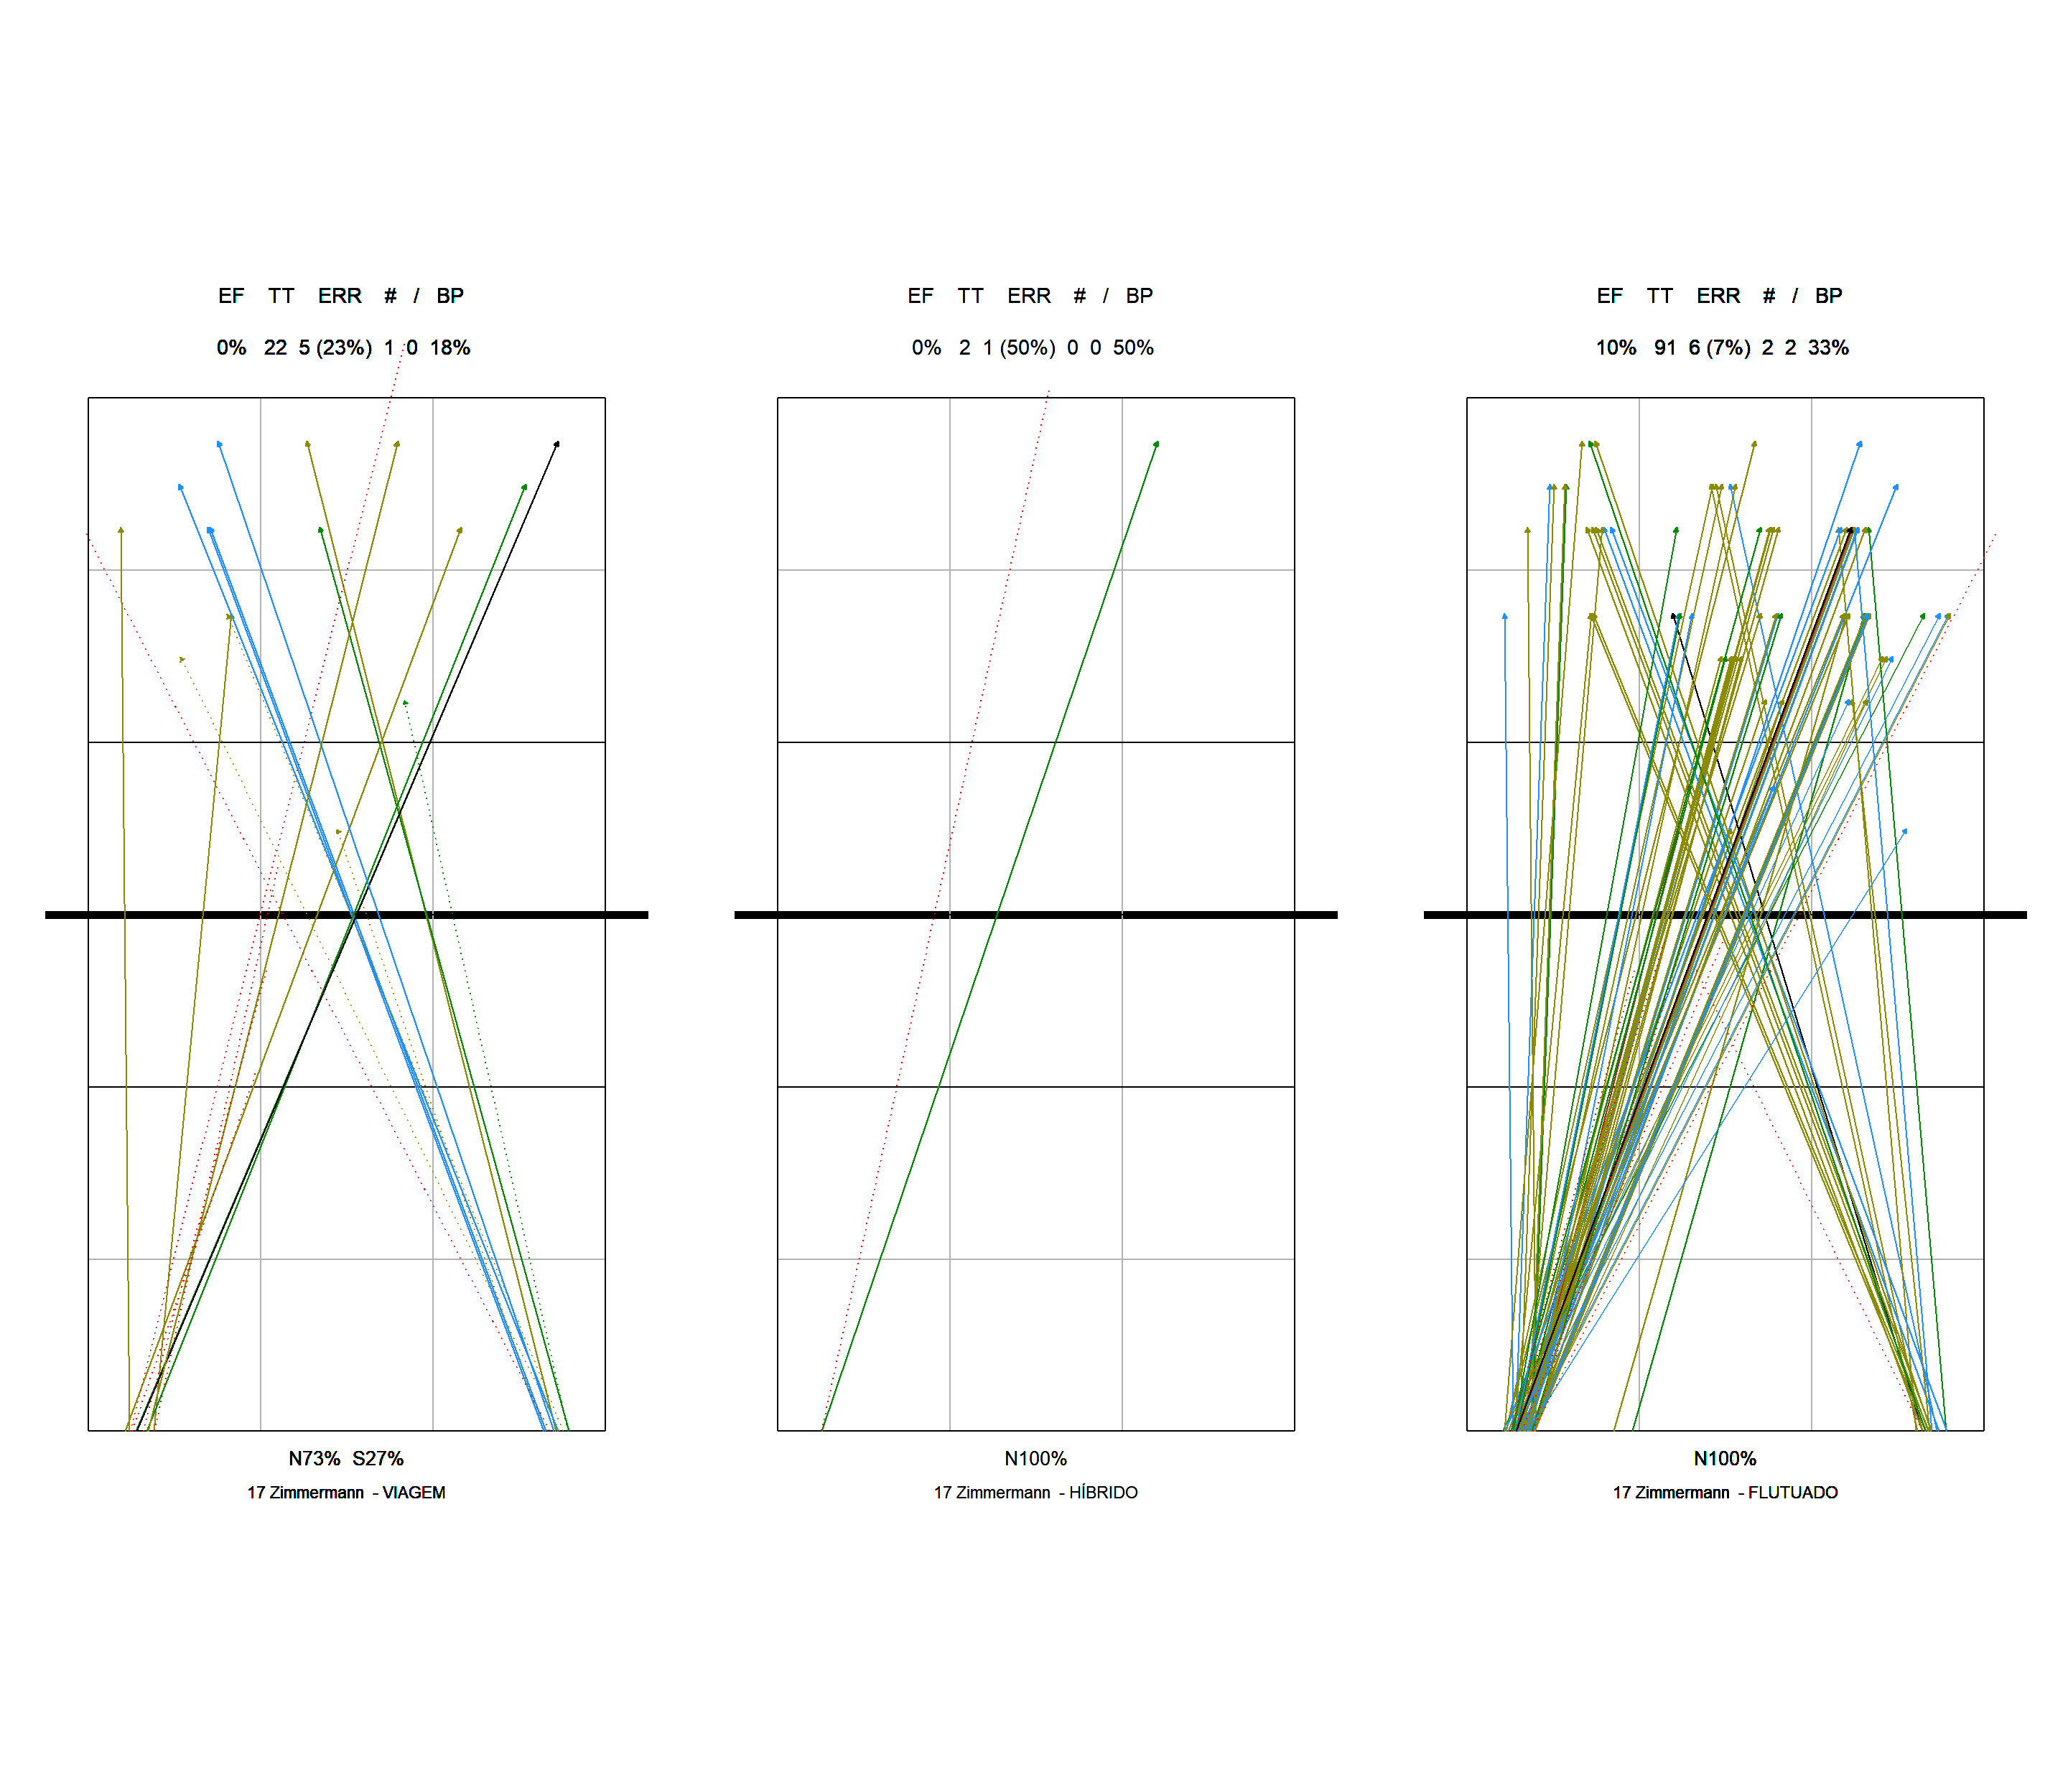 EF TT ERR # / BP
0% 22 5 (23%) 1 0 18%
N73% S27%
17 Zimmermann - VIAGEM
EF TT ERR # / BP
0% 2 1 (50%) 0 0 50%
N100%
17 Zimmermann - HÍBRIDO
EF TT ERR # / BP
10% 91 6 (7%) 2 2 33%
N100%
17 Zimmermann - FLUTUADO